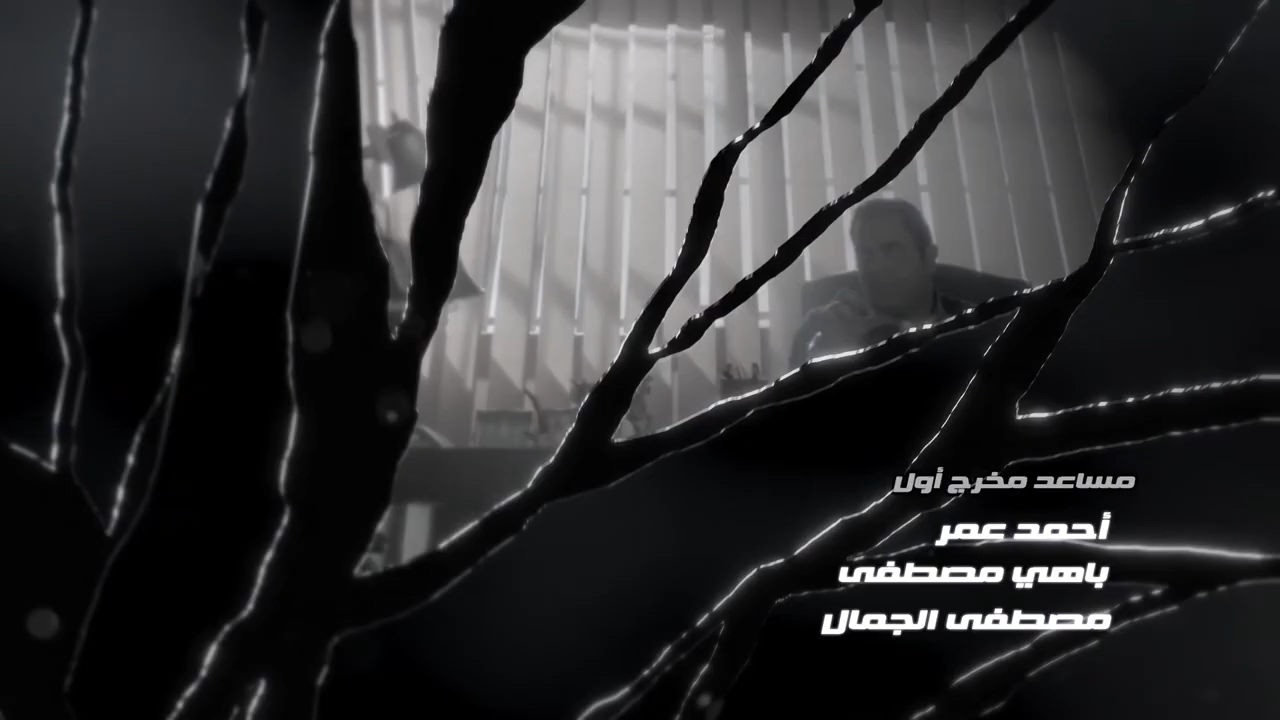 مساعد مخرج أول
أحمد عمر
باهي مصطفى
مصطفى الجمال